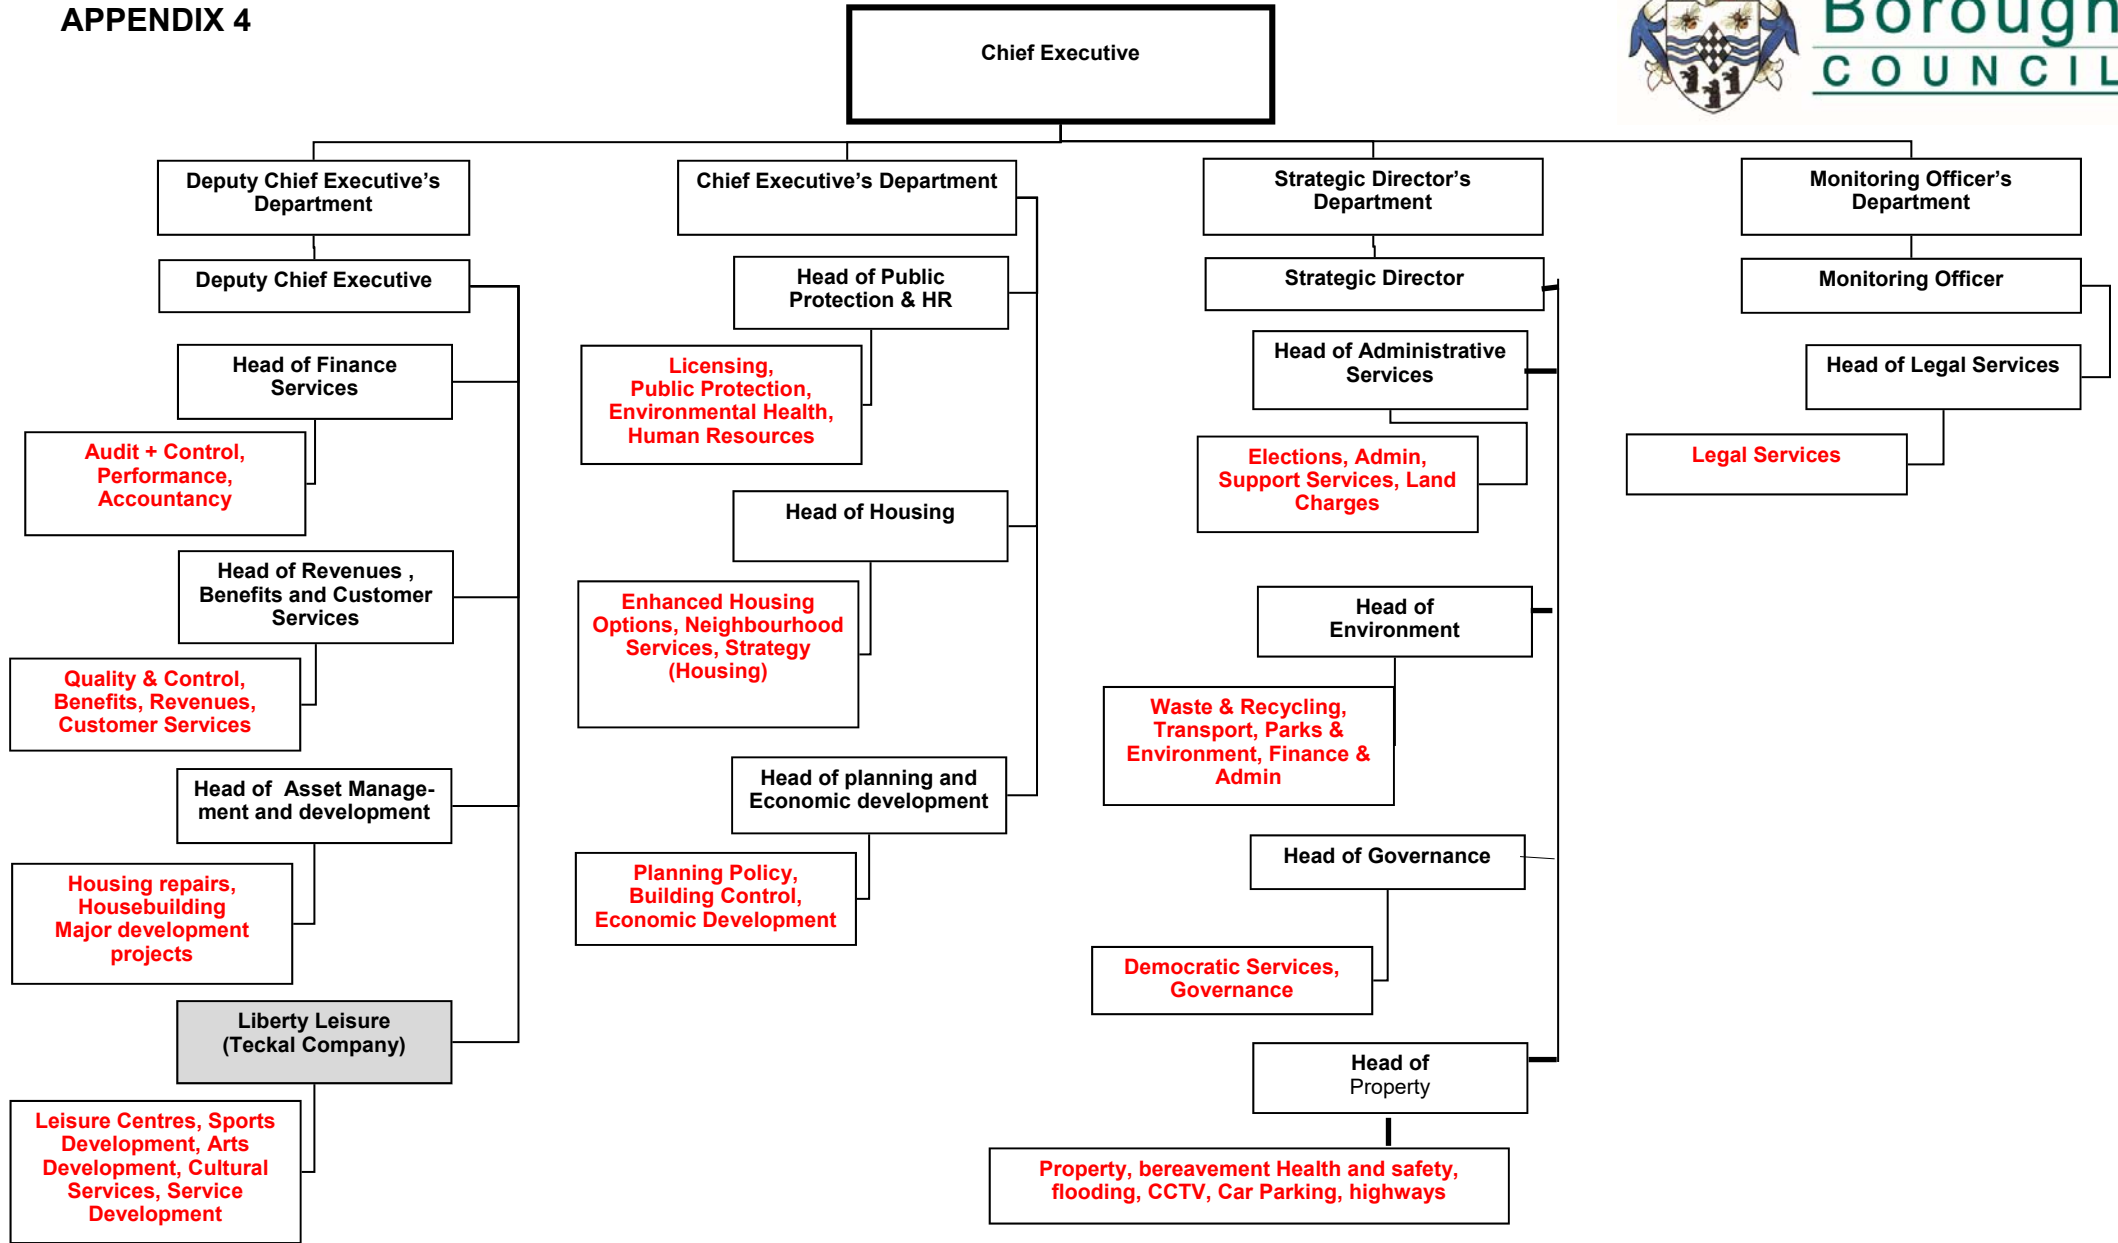 APPENDIX 4
Borough
COUNCIL
Chief Executive
Deputy Chief Executive’s
Department
Deputy Chief Executive
Head of Finance
Services
Audit + Control,
Performance,
Accountancy
Head of Revenues ,
Benefits and Customer
Services
Quality & Control,
Benefits, Revenues,
Customer Services
Head of  Asset Manage-
ment and development
Housing repairs,
Housebuilding
Major development
projects
Liberty Leisure
(Teckal Company)
Leisure Centres, Sports
Development, Arts
Development, Cultural
Services, Service
Development
Chief Executive’s Department
Head of Public
Protection & HR
Licensing,
Public Protection,
Environmental Health,
Human Resources
Head of Housing
Enhanced Housing
Options, Neighbourhood
Services, Strategy
(Housing)
Head of planning and
Economic development
Planning Policy,
Building Control,
Economic Development
Strategic Director’s
Department
Strategic Director
Head of Administrative
Services
Elections, Admin,
Support Services, Land
Charges
Head of
Environment
Waste & Recycling,
Transport, Parks &
Environment, Finance &
Admin
Head of Governance
Democratic Services,
Governance
Head of
Property
Property, bereavement Health and safety,
flooding, CCTV, Car Parking, highways
Monitoring Officer’s
Department
Monitoring Officer
Head of Legal Services
Legal Services